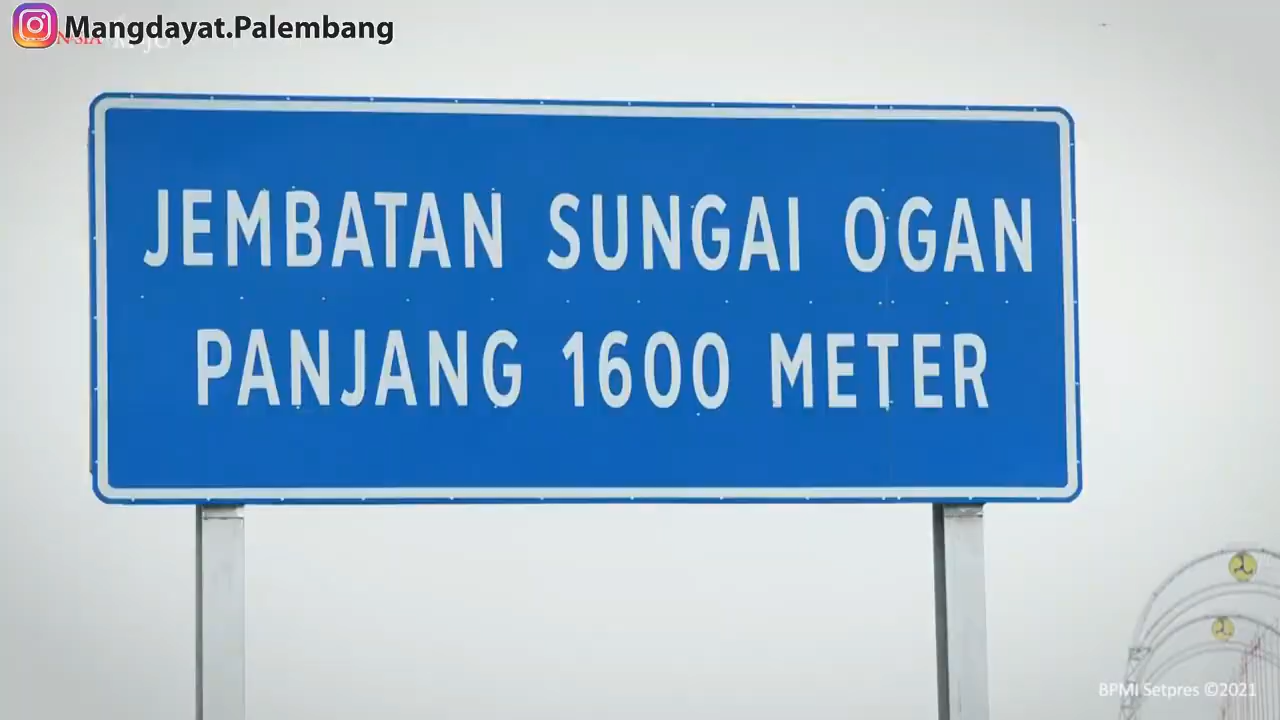 Mangdayat.Palembang
JEMBATAN SUNGAI OGAN
PANJANG 1600 METER
BPMI Setpres ©2021